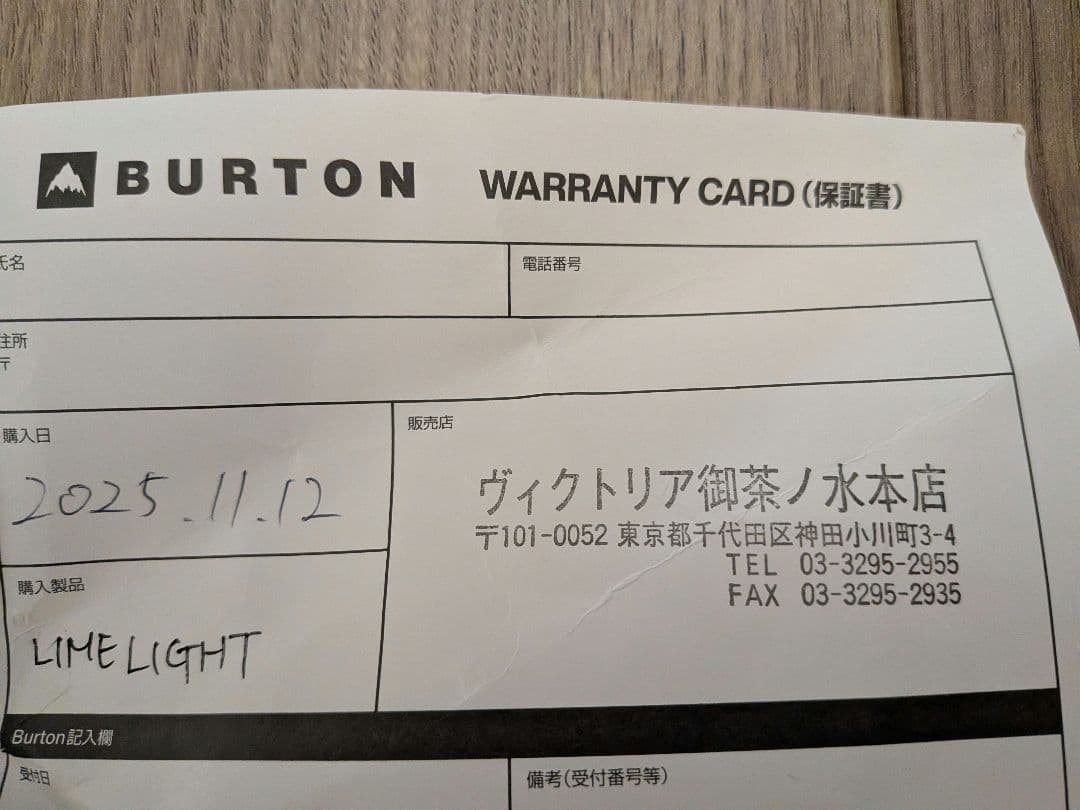 BURTON WARRANTY CARD(保証書)
氏名
電話番号
住所
〒
購入日
2025.11.12
販売店
ヴィクトリア御茶ノ水本店
〒101-0052 東京都千代田区神田小川町3-4
TEL 03-3295-2955
FAX 03-3295-2935
購入製品
LIMELIGHT
Burton記入欄
受付日
備考(受付番号等)